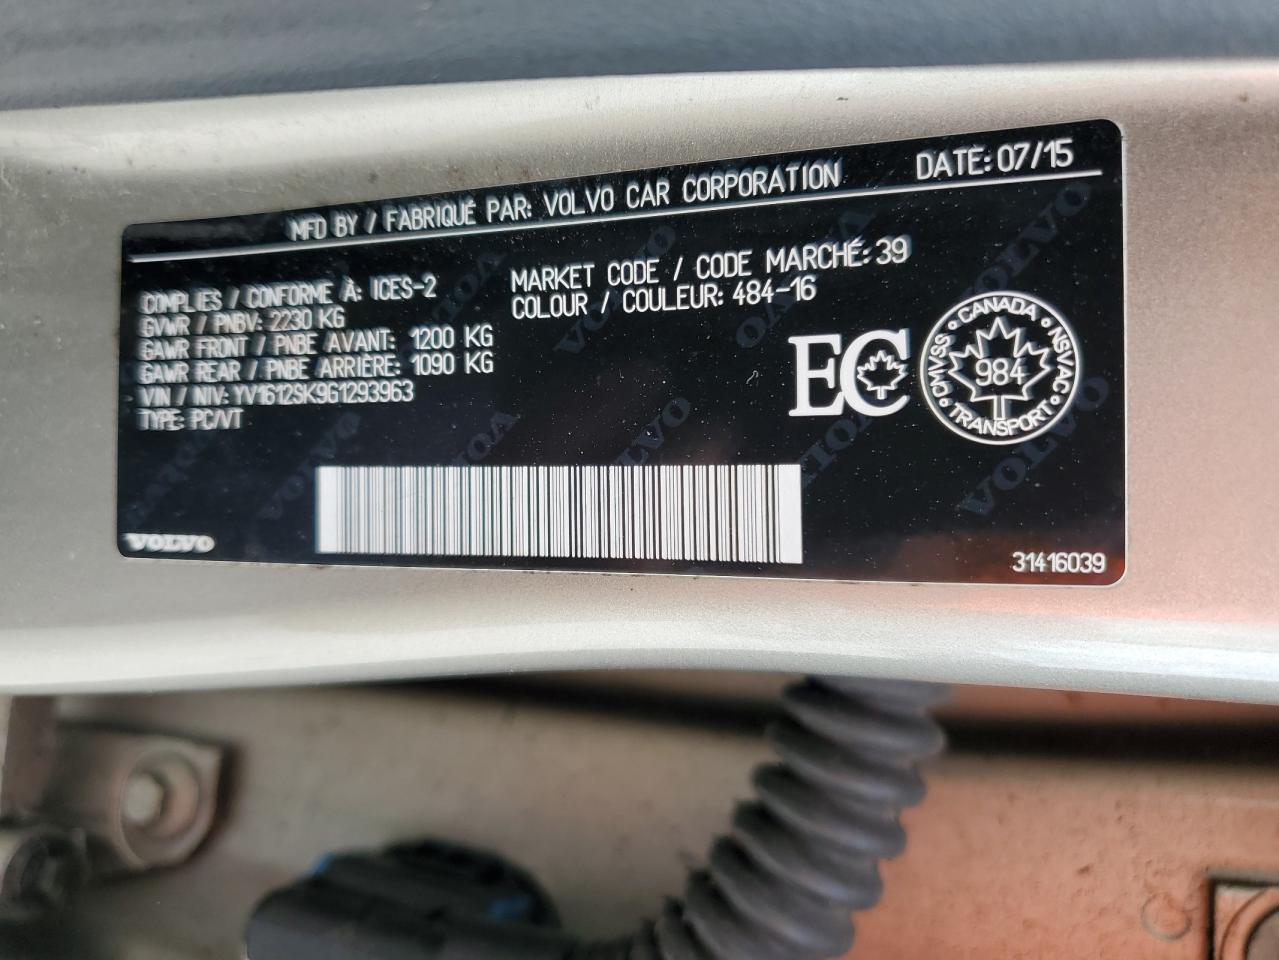 MFD BY / FABRIQUÉ PAR: VOLVO CAR CORPORATION DATE: 07/15
COMPLIES / CONFORME À: ICES-2
GVWR / PNBV: 2230 KG
GAWR FRONT / PNBE AVANT: 1200 KG
GAWR REAR / PNBE ARRIÈRE: 1090 KG
VIN / NIV: YV1612SK961293963
TYPE: PC/VT
MARKET CODE / CODE MARCHÉ: 39
COLOUR / COULEUR: 484-16
EC
CANADA
CMVSS 984 NSVAC
TRANSPORT
VOLVO
31416039